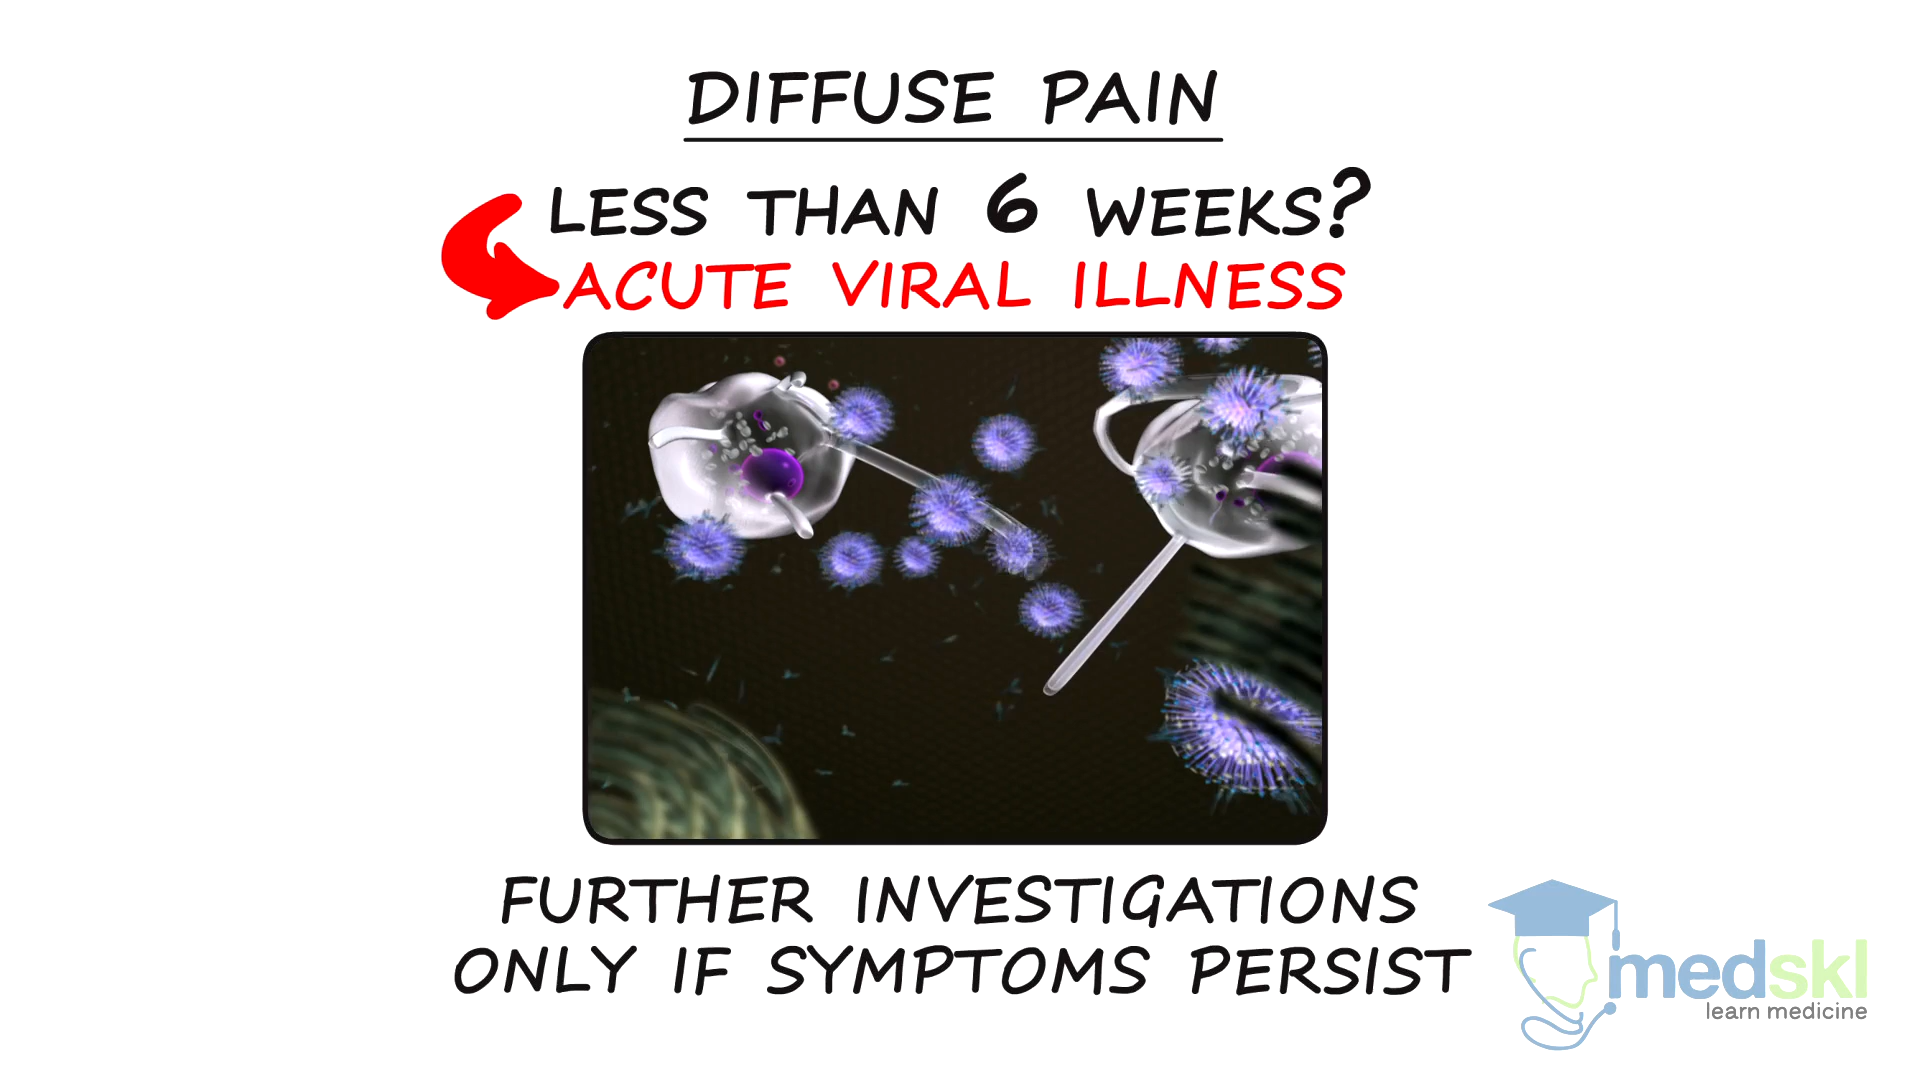 DIFFUSE PAIN
LESS THAN 6 WEEKS?
ACUTE VIRAL ILLNESS
FURTHER INVESTIGATIONS
ONLY IF SYMPTOMS PERSIST
medskl
learn medicine